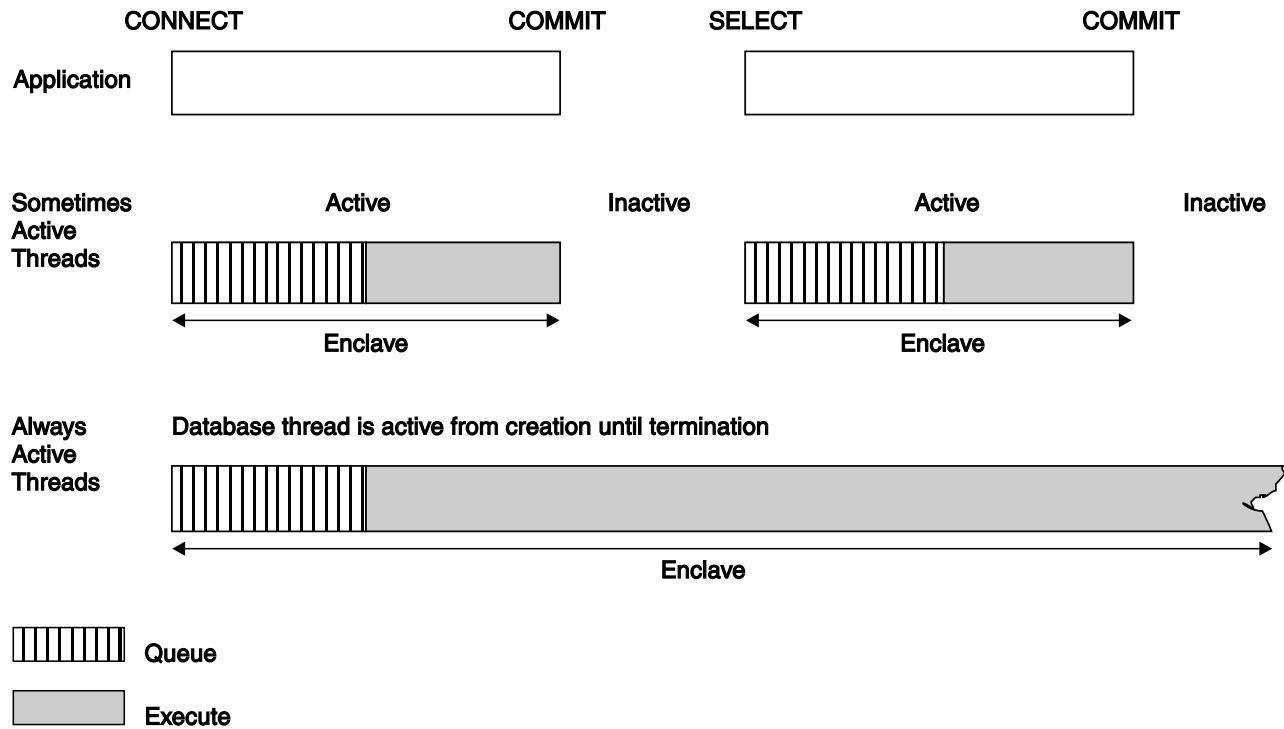 CONNECT COMMIT SELECT COMMIT
Application
Sometimes Active Inactive Active Inactive
Active
Threads
Enclave Enclave
Always Database thread is active from creation until termination
Active
Threads
Enclave
Queue
Execute